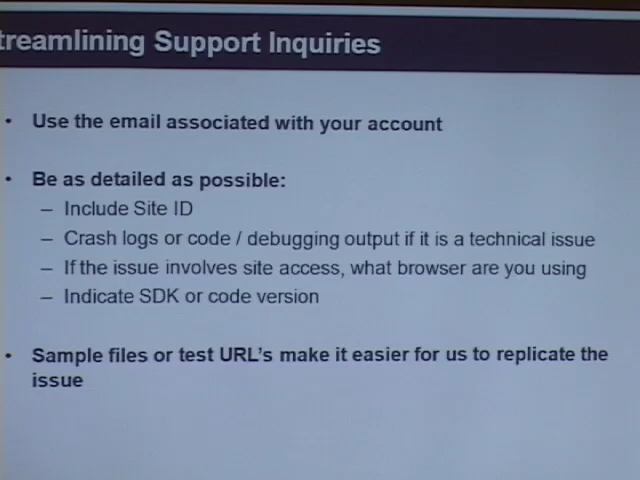 treamlining Support Inquiries
• Use the email associated with your account
• Be as detailed as possible:
– Include Site ID
– Crash logs or code / debugging output if it is a technical issue
– If the issue involves site access, what browser are you using
– Indicate SDK or code version
• Sample files or test URL's make it easier for us to replicate the
issue